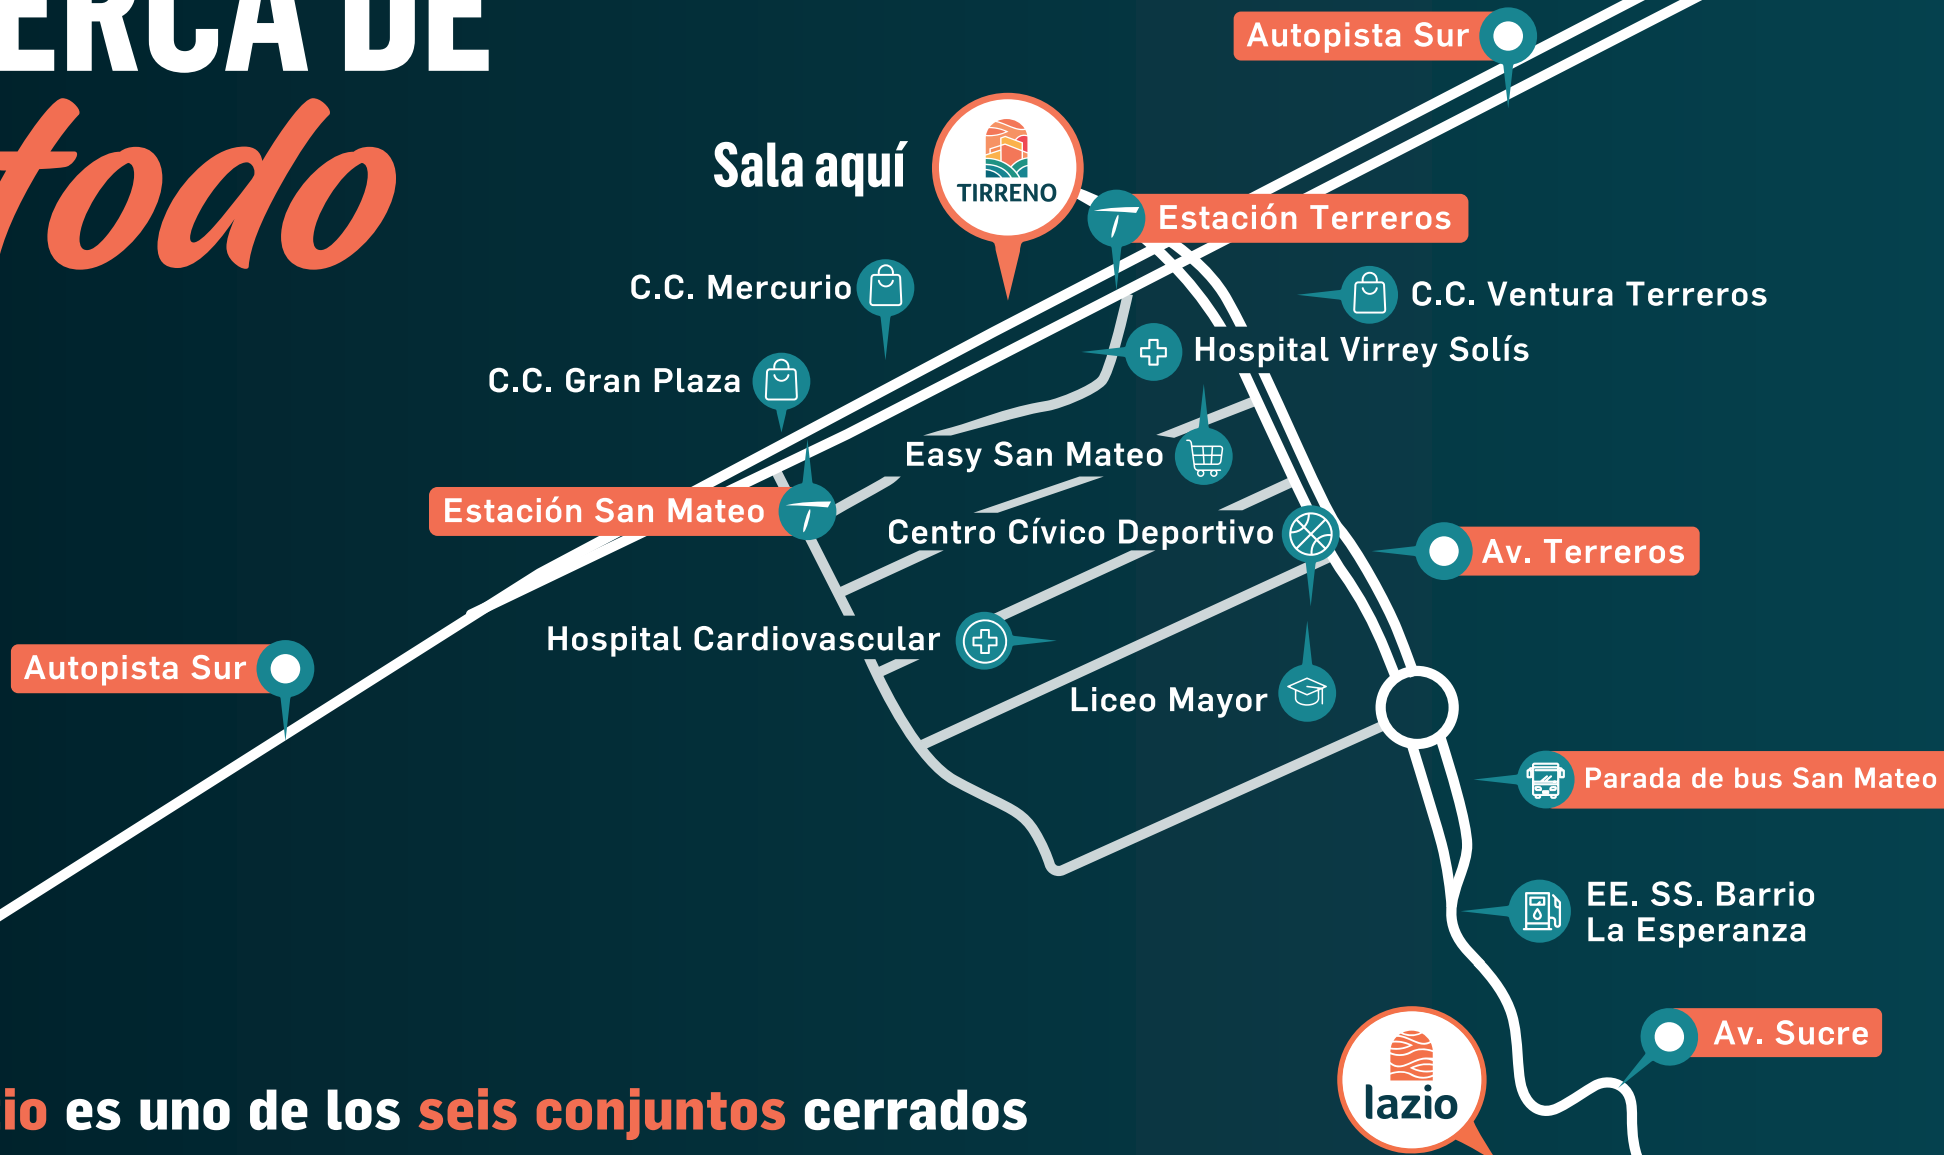 ERCA DE
todo
Autopista Sur
Sala aquí
TIRRENO
Estación Terreros
C.C. Mercurio
C.C. Ventura Terreros
Hospital Virrey Solís
C.C. Gran Plaza
Easy San Mateo
Estación San Mateo
Centro Cívico Deportivo
Av. Terreros
Hospital Cardiovascular
Autopista Sur
Liceo Mayor
Parada de bus San Mateo
EE. SS. Barrio
La Esperanza
Av. Sucre
lazio
io es uno de los seis conjuntos cerrados